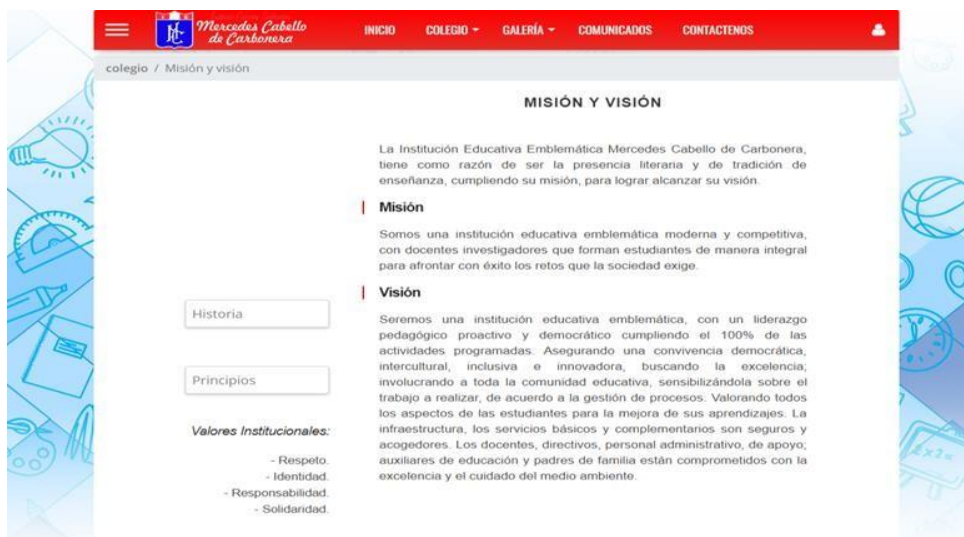 Mercedes Cabello
de Carbonera
INICIO
COLEGIO
GALERÍA
COMUNICADOS
CONTACTENOS
colegio / Misión y visión
MISIÓN Y VISIÓN
La Institución Educativa Emblemática Mercedes Cabello de Carbonera,
tiene como razón de ser la presencia literaria y de tradición de
enseñanza, cumpliendo su misión, para lograr alcanzar su visión.
Misión
Somos una institución educativa emblemática moderna y competitiva,
con docentes investigadores que forman estudiantes de manera integral
para afrontar con éxito los retos que la sociedad exige.
Visión
Seremos una institución educativa emblemática, con un liderazgo
pedagógico proactivo y democrático cumpliendo el 100% de las
actividades programadas. Asegurando una convivencia democrática,
intercultural, inclusiva e innovadora, buscando la excelencia;
involucrando a toda la comunidad educativa, sensibilizándola sobre el
trabajo a realizar, de acuerdo a la gestión de procesos. Valorando todos
los aspectos de las estudiantes para la mejora de sus aprendizajes. La
infraestructura, los servicios básicos y complementarios son seguros y
acogedores. Los docentes, directivos, personal administrativo, de apoyo;
auxiliares de educación y padres de familia están comprometidos con la
excelencia y el cuidado del medio ambiente.
Historia
Principios
Valores Institucionales:
- Respeto.
- Identidad.
- Responsabilidad.
- Solidaridad.